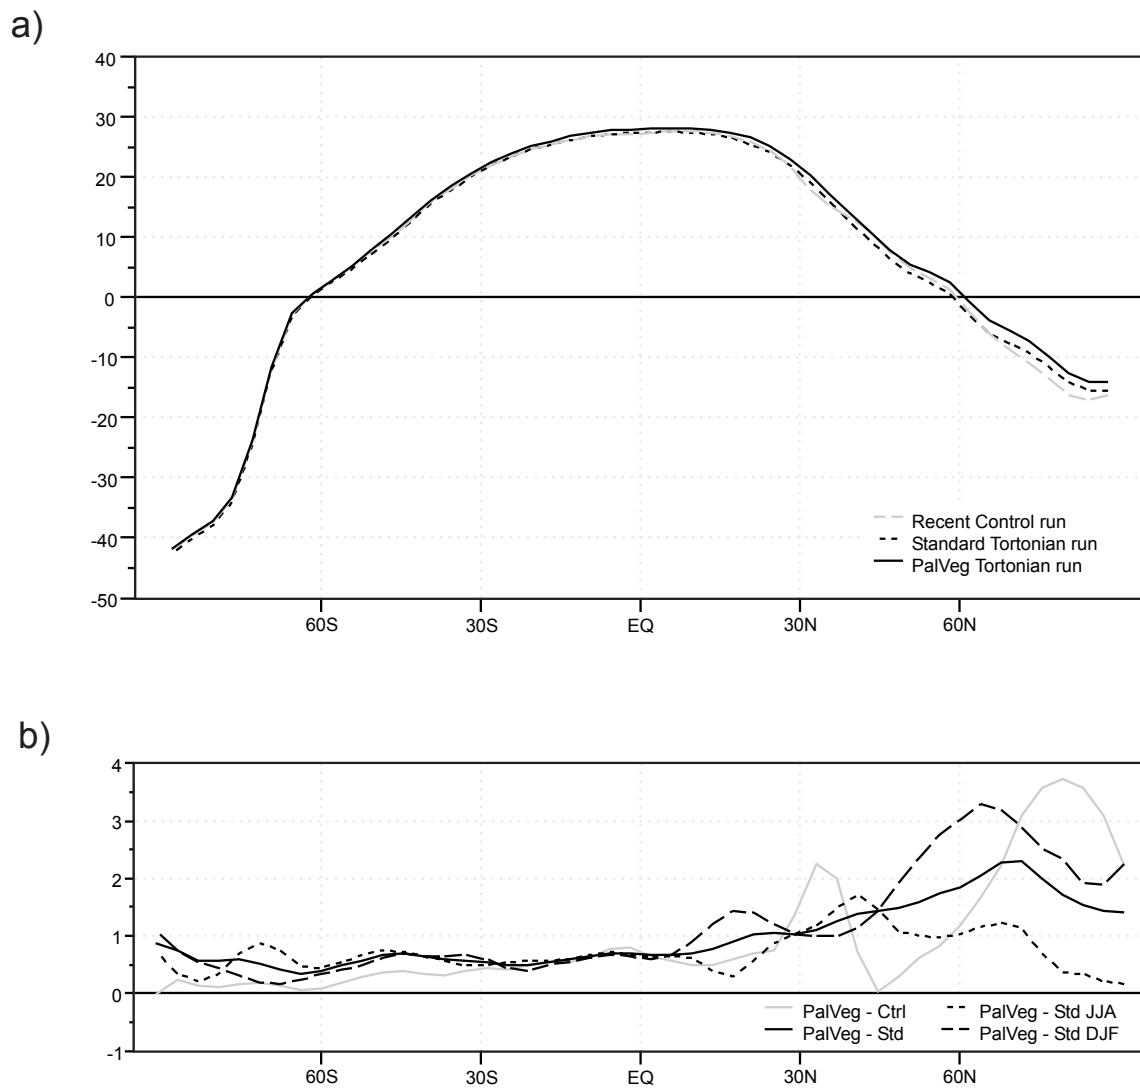 a)
40
30
20
10
0
-10
-20
-30
-40
-50
Recent Control run
Standard Tortonian run
PalVeg Tortonian run
60S 30S EQ 30N 60N
b)
4
3
2
1
0
-1
PalVeg - Ctrl PalVeg - Std JJA
PalVeg - Std PalVeg - Std DJF
60S 30S EQ 30N 60N